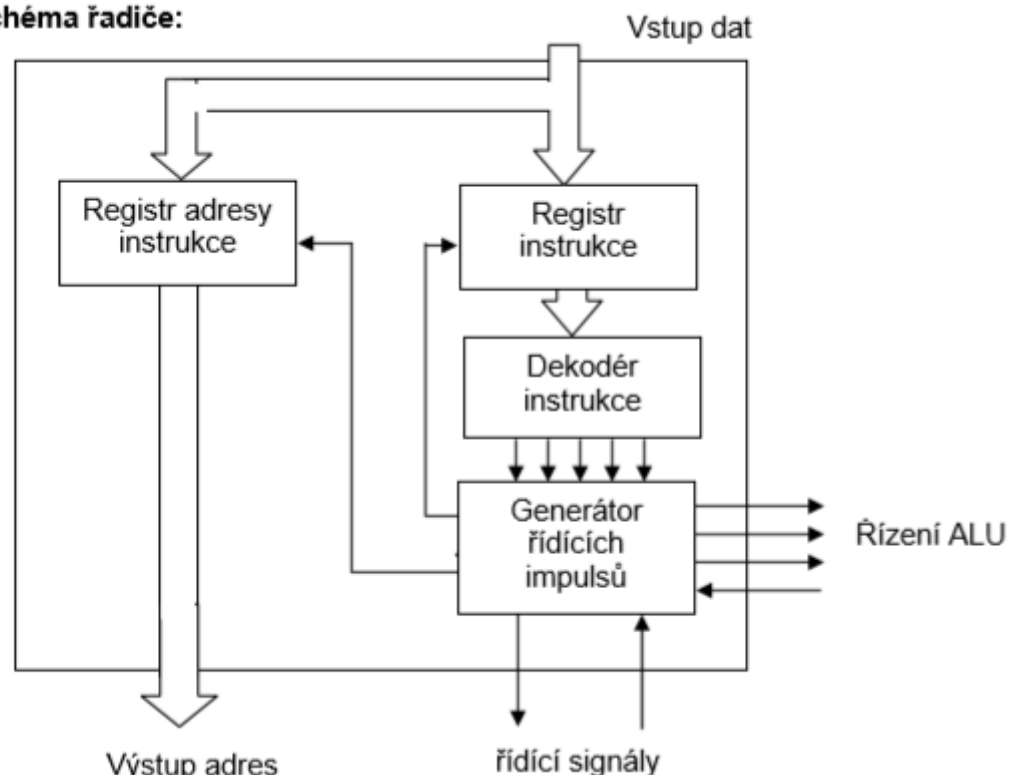 chéma řadiče:
Vstup dat
Registr adresy
instrukce
Registr
instrukce
Dekodér
instrukce
Generátor
řídících
impulsů
Řízení ALU
Výstup adres
řídící signály